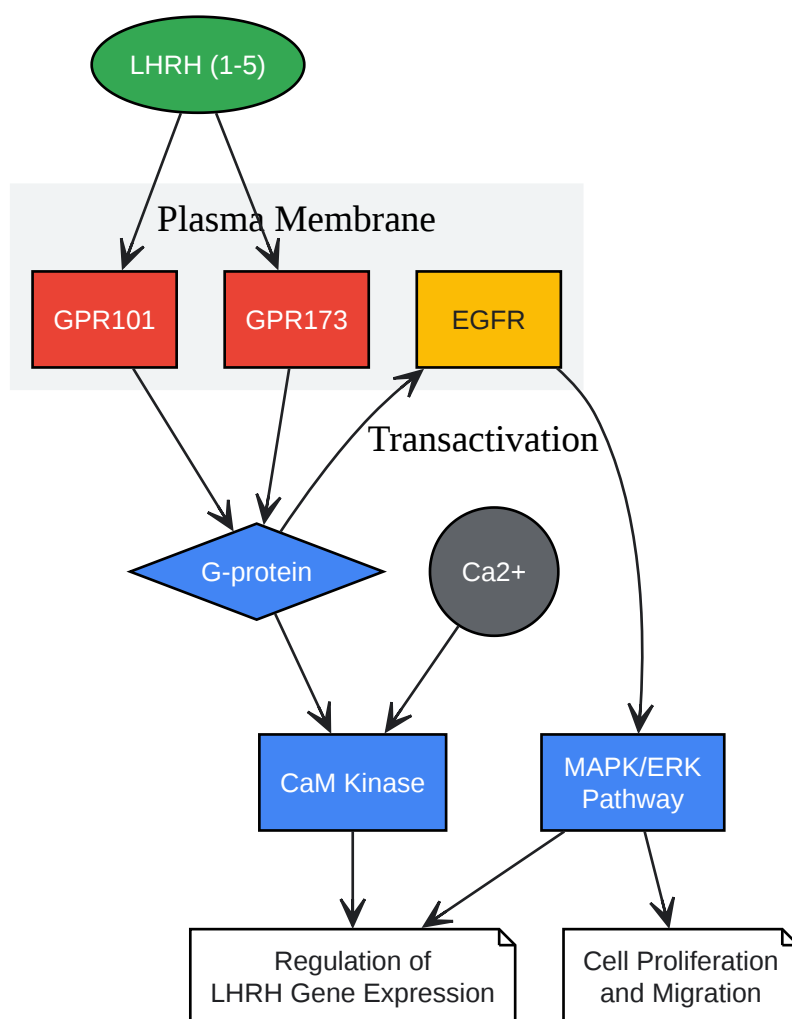 LHRH (1-5)
Plasma Membrane
GPR101
GPR173
EGFR
Transactivation
G-protein
Ca2+
CaM Kinase
MAPK/ERK
Pathway
Regulation of
LHRH Gene Expression
Cell Proliferation
and Migration